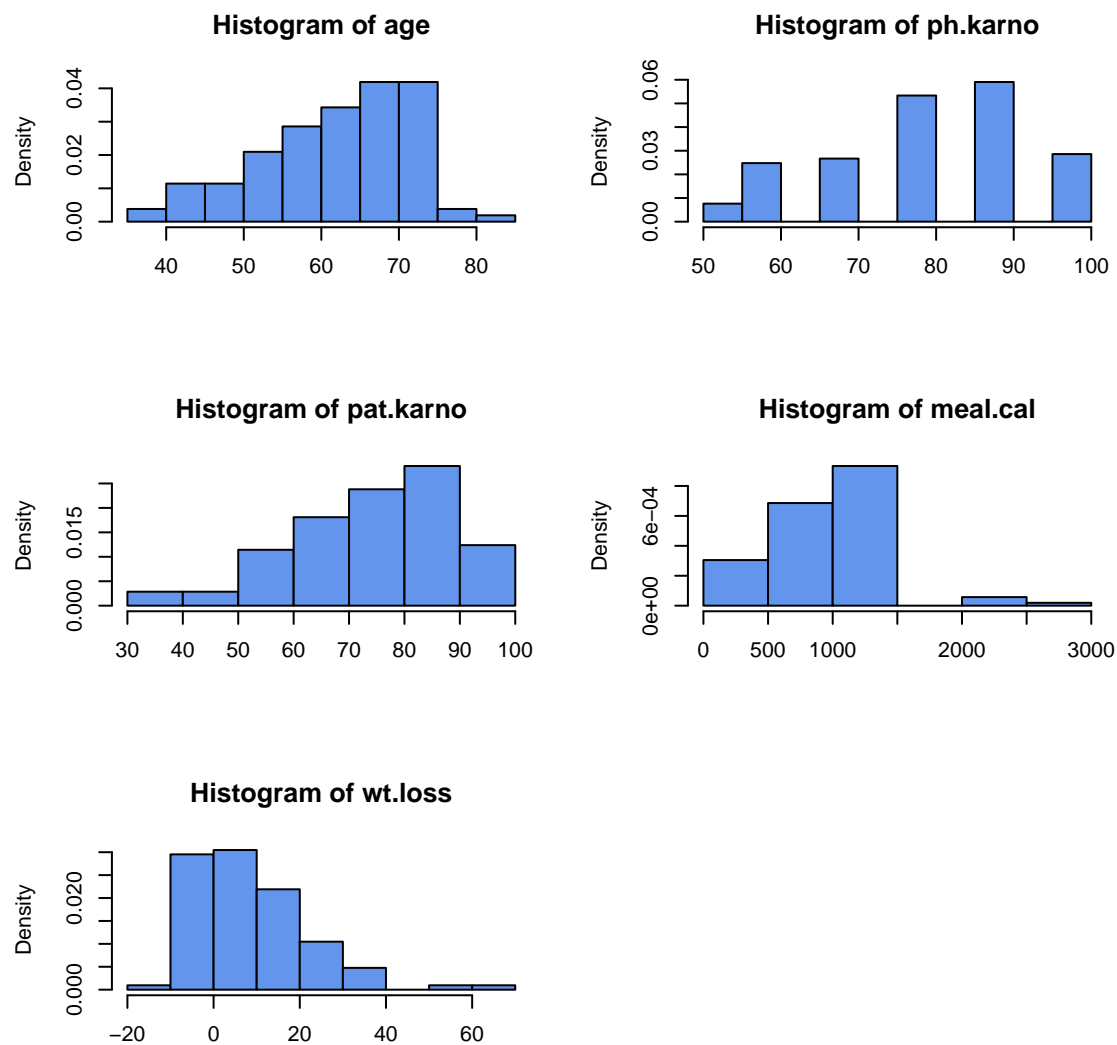 Histogram of age
Density
0.00 0.02 0.04
40 50 60 70 80
Histogram of ph.karno
Density
0.00 0.03 0.06
50 60 70 80 90 100
Histogram of pat.karno
Density
0.000 0.015
30 40 50 60 70 80 90 100
Histogram of meal.cal
Density
0e+00 6e−04
0 500 1000 2000 3000
Histogram of wt.loss
Density
0.000 0.020
−20 0 20 40 60